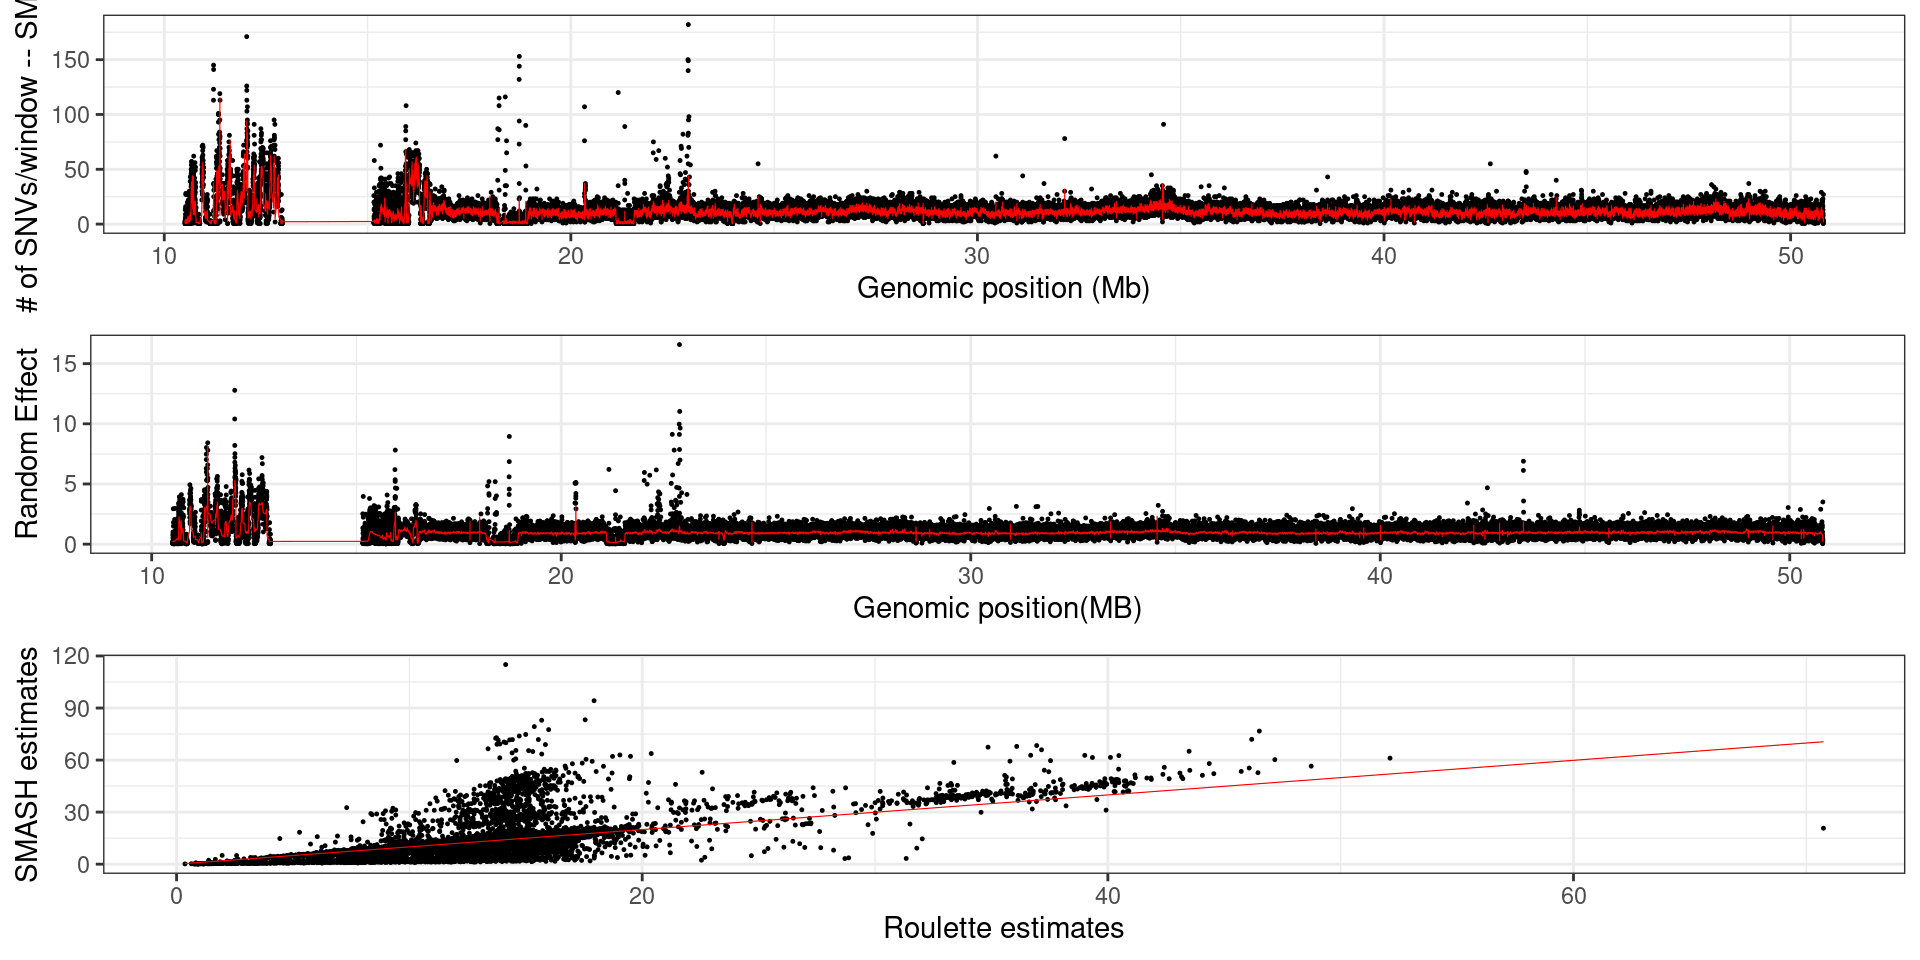 # of SNVs/window -- SM
150
100
50
0
10 20 30 40 50
Genomic position (Mb)
Random Effect
15
10
5
0
10 20 30 40 50
Genomic position(MB)
SMASH estimates
120
90
60
30
0
0 20 40 60
Roulette estimates